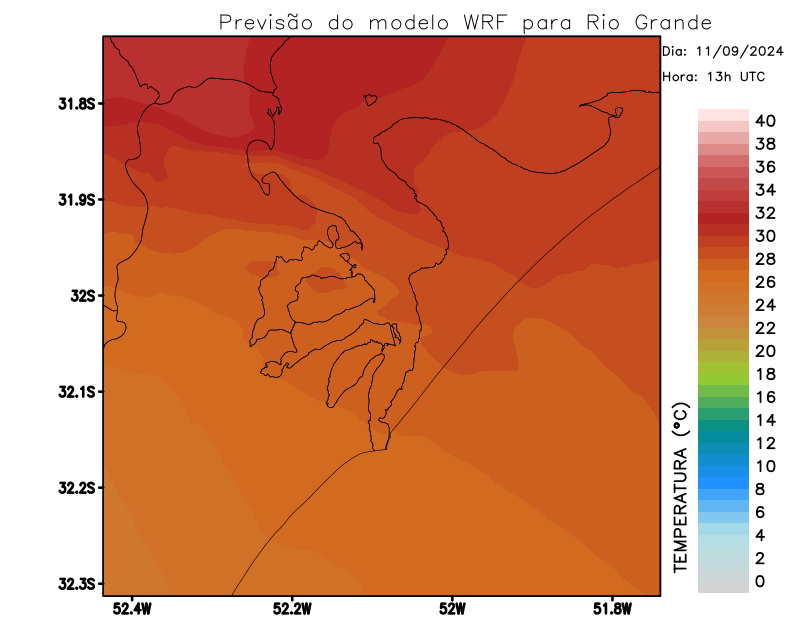 Previsão do modelo WRF para Rio Grande
Dia: 11/09/2024
Hora: 13h UTC
31.8S
31.9S
32S
32.1S
32.2S
32.3S
52.4W
52.2W
52W
51.8W
TEMPERATURA (°C)
40
38
36
34
32
30
28
26
24
22
20
18
16
14
12
10
8
6
4
2
0